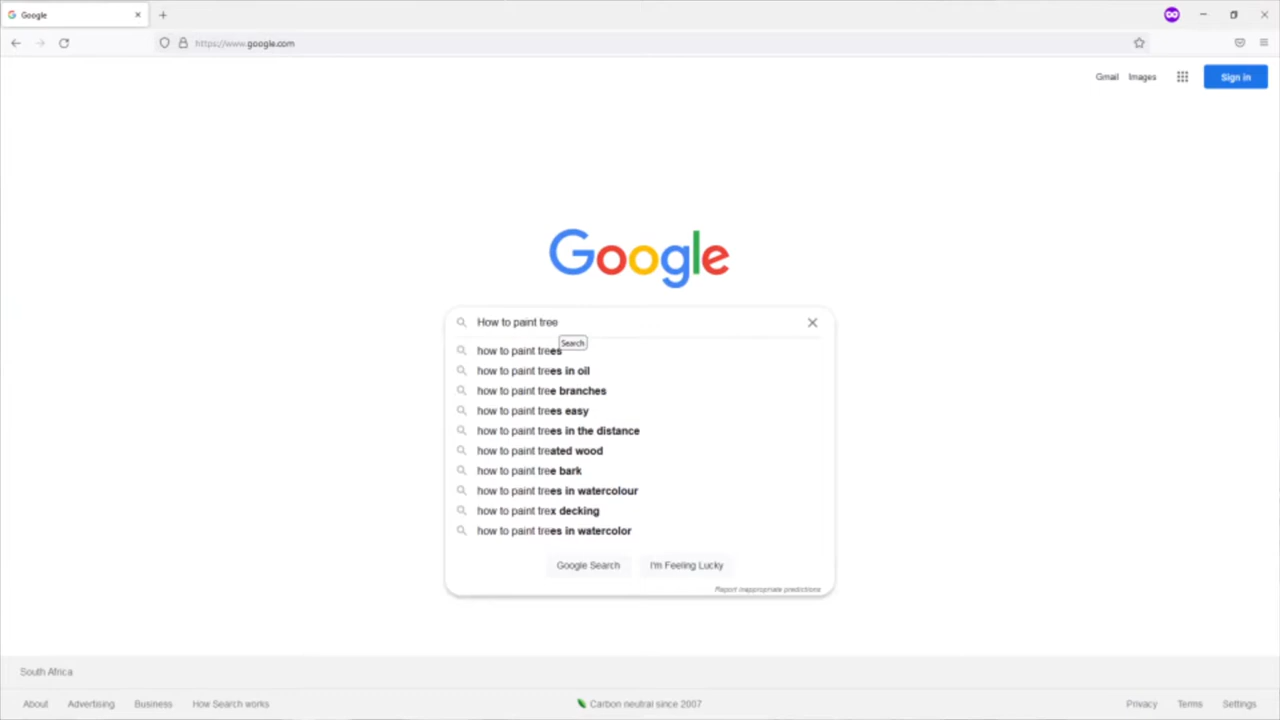 Google
https://www.google.com
Gmail Images Sign in
Google
How to paint tree
Search
how to paint trees
how to paint trees in oil
how to paint tree branches
how to paint trees easy
how to paint trees in the distance
how to paint treated wood
how to paint tree bark
how to paint trees in watercolour
how to paint trex decking
how to paint trees in watercolor
Google Search I'm Feeling Lucky
Report inappropriate predictions
South Africa
About Advertising Business How Search works Carbon neutral since 2007 Privacy Terms Settings